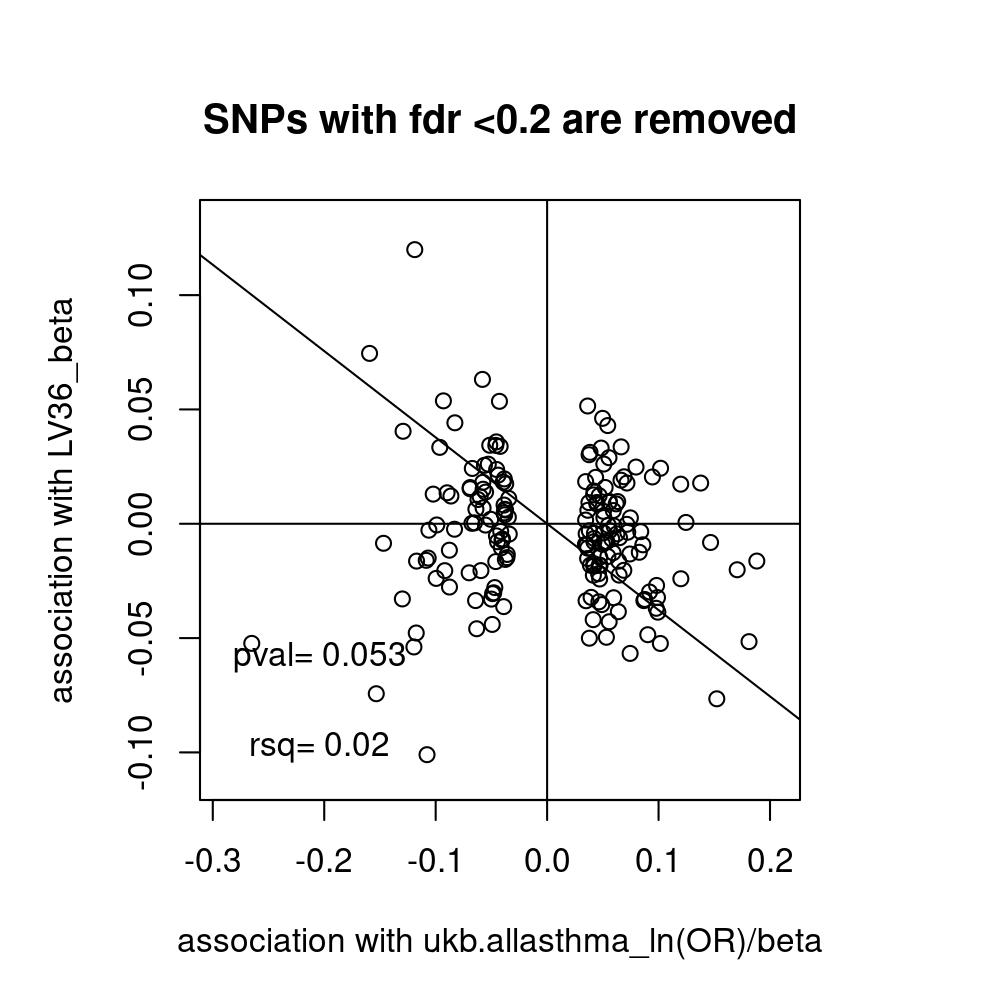 SNPs with fdr <0.2 are removed
association with LV36_beta
0.10
0.05
0.00
-0.05
-0.10
pval= 0.053
rsq= 0.02
-0.3 -0.2 -0.1 0.0 0.1 0.2
association with ukb.allasthma_ln(OR)/beta